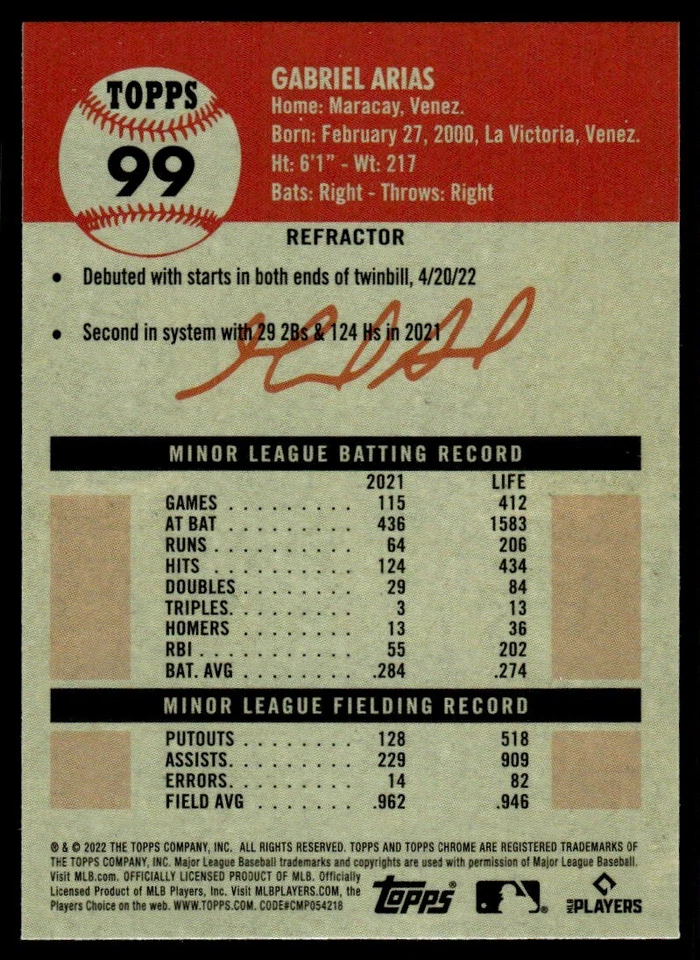 TOPPS
99
GABRIEL ARIAS
Home: Maracay, Venez.
Born: February 27, 2000, La Victoria, Venez.
Ht: 6'1" - Wt: 217
Bats: Right - Throws: Right
REFRACTOR
• Debuted with starts in both ends of twinbill, 4/20/22
• Second in system with 29 2Bs & 124 Hs in 2021
MINOR LEAGUE BATTING RECORD
2021 LIFE
GAMES . . . . . . . . . 115 412
AT BAT . . . . . . . . . 436 1583
RUNS . . . . . . . . . . 64 206
HITS . . . . . . . . . . 124 434
DOUBLES . . . . . . . . 29 84
TRIPLES. . . . . . . . . 3 13
HOMERS . . . . . . . . 13 36
RBI . . . . . . . . . . . 55 202
BAT. AVG . . . . . . . . .284 .274
MINOR LEAGUE FIELDING RECORD
PUTOUTS . . . . . . . . 128 518
ASSISTS. . . . . . . . . 229 909
ERRORS. . . . . . . . . 14 82
FIELD AVG . . . . . . . .962 .946
® & © 2022 THE TOPPS COMPANY, INC. ALL RIGHTS RESERVED. TOPPS AND TOPPS CHROME ARE REGISTERED TRADEMARKS OF
THE TOPPS COMPANY, INC. Major League Baseball trademarks and copyrights are used with permission of Major League Baseball.
Visit MLB.com. OFFICIALLY LICENSED PRODUCT OF MLB. Officially
Licensed Product of MLB Players, Inc. Visit MLBPLAYERS.COM, the
Players Choice on the web. WWW.TOPPS.COM. CODE#CMP054218
Topps®
MLB PLAYERS